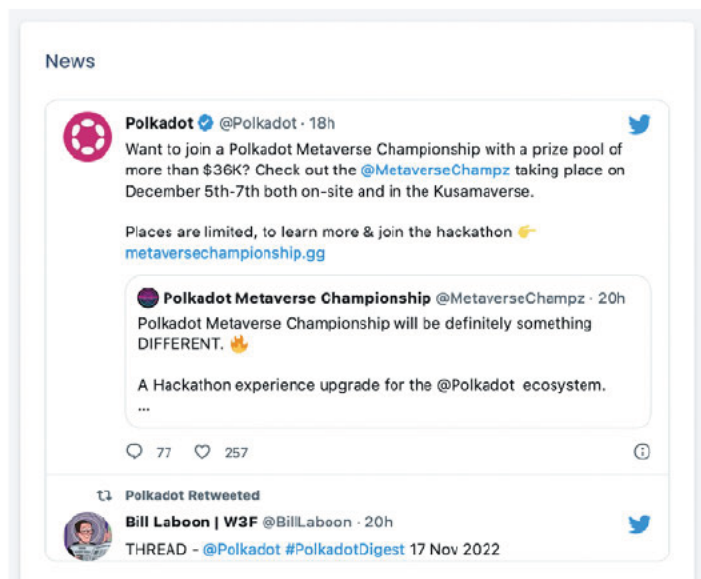 News
Polkadot @Polkadot · 18h
Want to join a Polkadot Metaverse Championship with a prize pool of
more than $36K? Check out the @MetaverseChampz taking place on
December 5th-7th both on-site and in the Kusamaverse.
Places are limited, to learn more & join the hackathon 👉
metaversechampionship.gg
Polkadot Metaverse Championship @MetaverseChampz · 20h
Polkadot Metaverse Championship will be definitely something
DIFFERENT. 🔥
A Hackathon experience upgrade for the @Polkadot ecosystem.
...
77 257
Polkadot Retweeted
Bill Laboon | W3F @BillLaboon · 20h
THREAD - @Polkadot #PolkadotDigest 17 Nov 2022